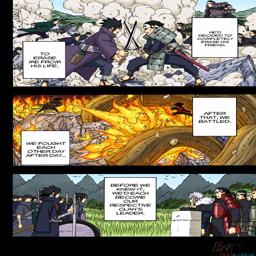 HE'D
DECIDED TO
COMPLETELY
ERASE HIS
FRIEND.
TO
ERASE
ME FROM
HIS LIFE.
AFTER
THAT, WE
BATTLED.
WE FOUGHT
EACH
OTHER DAY
AFTER DAY...
BEFORE WE
KNEW IT,
WE'D EACH
BECOME
OUR
RESPECTIVE
CLAN'S
LEADER.